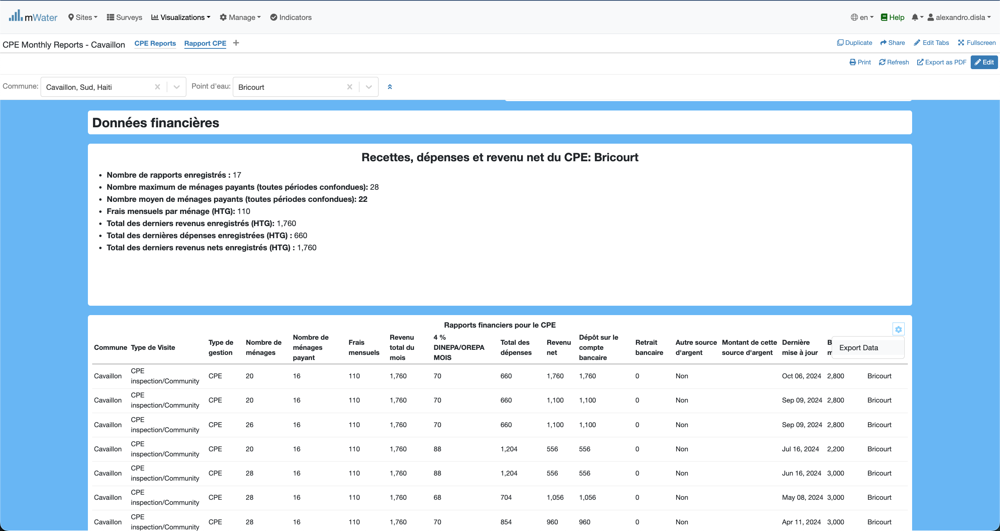 mWater Sites Surveys Visualizations Manage Indicators en Help alexandro.disla
CPE Monthly Reports - Cavaillon CPE Reports Rapport CPE + Duplicate Share Edit Tabs Fullscreen
Print Refresh Export as PDF Edit
Commune: Cavaillon, Sud, Haiti Point d'eau: Bricourt
Données financières
Recettes, dépenses et revenu net du CPE: Bricourt
• Nombre de rapports enregistrés : 17
• Nombre maximum de ménages payants (toutes périodes confondues): 28
• Nombre moyen de ménages payants (toutes périodes confondues): 22
• Frais mensuels par ménage (HTG): 110
• Total des derniers revenus enregistrés (HTG): 1,760
• Total des dernières dépenses enregistrées (HTG) : 660
• Total des derniers revenus nets enregistrés (HTG) : 1,760
Rapports financiers pour le CPE
Commune Type de Visite Type de gestion Nombre de ménages Nombre de ménages payant Frais mensuels Revenu total du mois 4 % DINEPA/OREPA MOIS Total des dépenses Revenu net Dépôt sur le compte bancaire Retrait bancaire Autre source d'argent Montant de cette source d'argent Dernière mise à jour
Export Data
Cavaillon CPE inspection/Community CPE 20 16 110 1,760 70 660 1,760 1,760 0 Non Oct 06, 2024 2,800 Bricourt
Cavaillon CPE inspection/Community CPE 20 16 110 1,760 70 660 1,100 1,100 0 Non Sep 09, 2024 2,800 Bricourt
Cavaillon CPE inspection/Community CPE 26 16 110 1,760 70 660 1,100 1,100 0 Non Sep 09, 2024 2,800 Bricourt
Cavaillon CPE inspection/Community CPE 20 16 110 1,760 88 1,204 556 556 0 Non Jul 16, 2024 2,200 Bricourt
Cavaillon CPE inspection/Community CPE 28 16 110 1,760 88 1,204 556 556 0 Non Jun 16, 2024 3,000 Bricourt
Cavaillon CPE inspection/Community CPE 28 16 110 1,760 68 704 1,056 1,056 0 Non May 08, 2024 3,000 Bricourt
Cavaillon CPE inspection/Community CPE 28 16 110 1,760 70 854 960 960 0 Non Apr 11, 2024 3,000 Bricourt